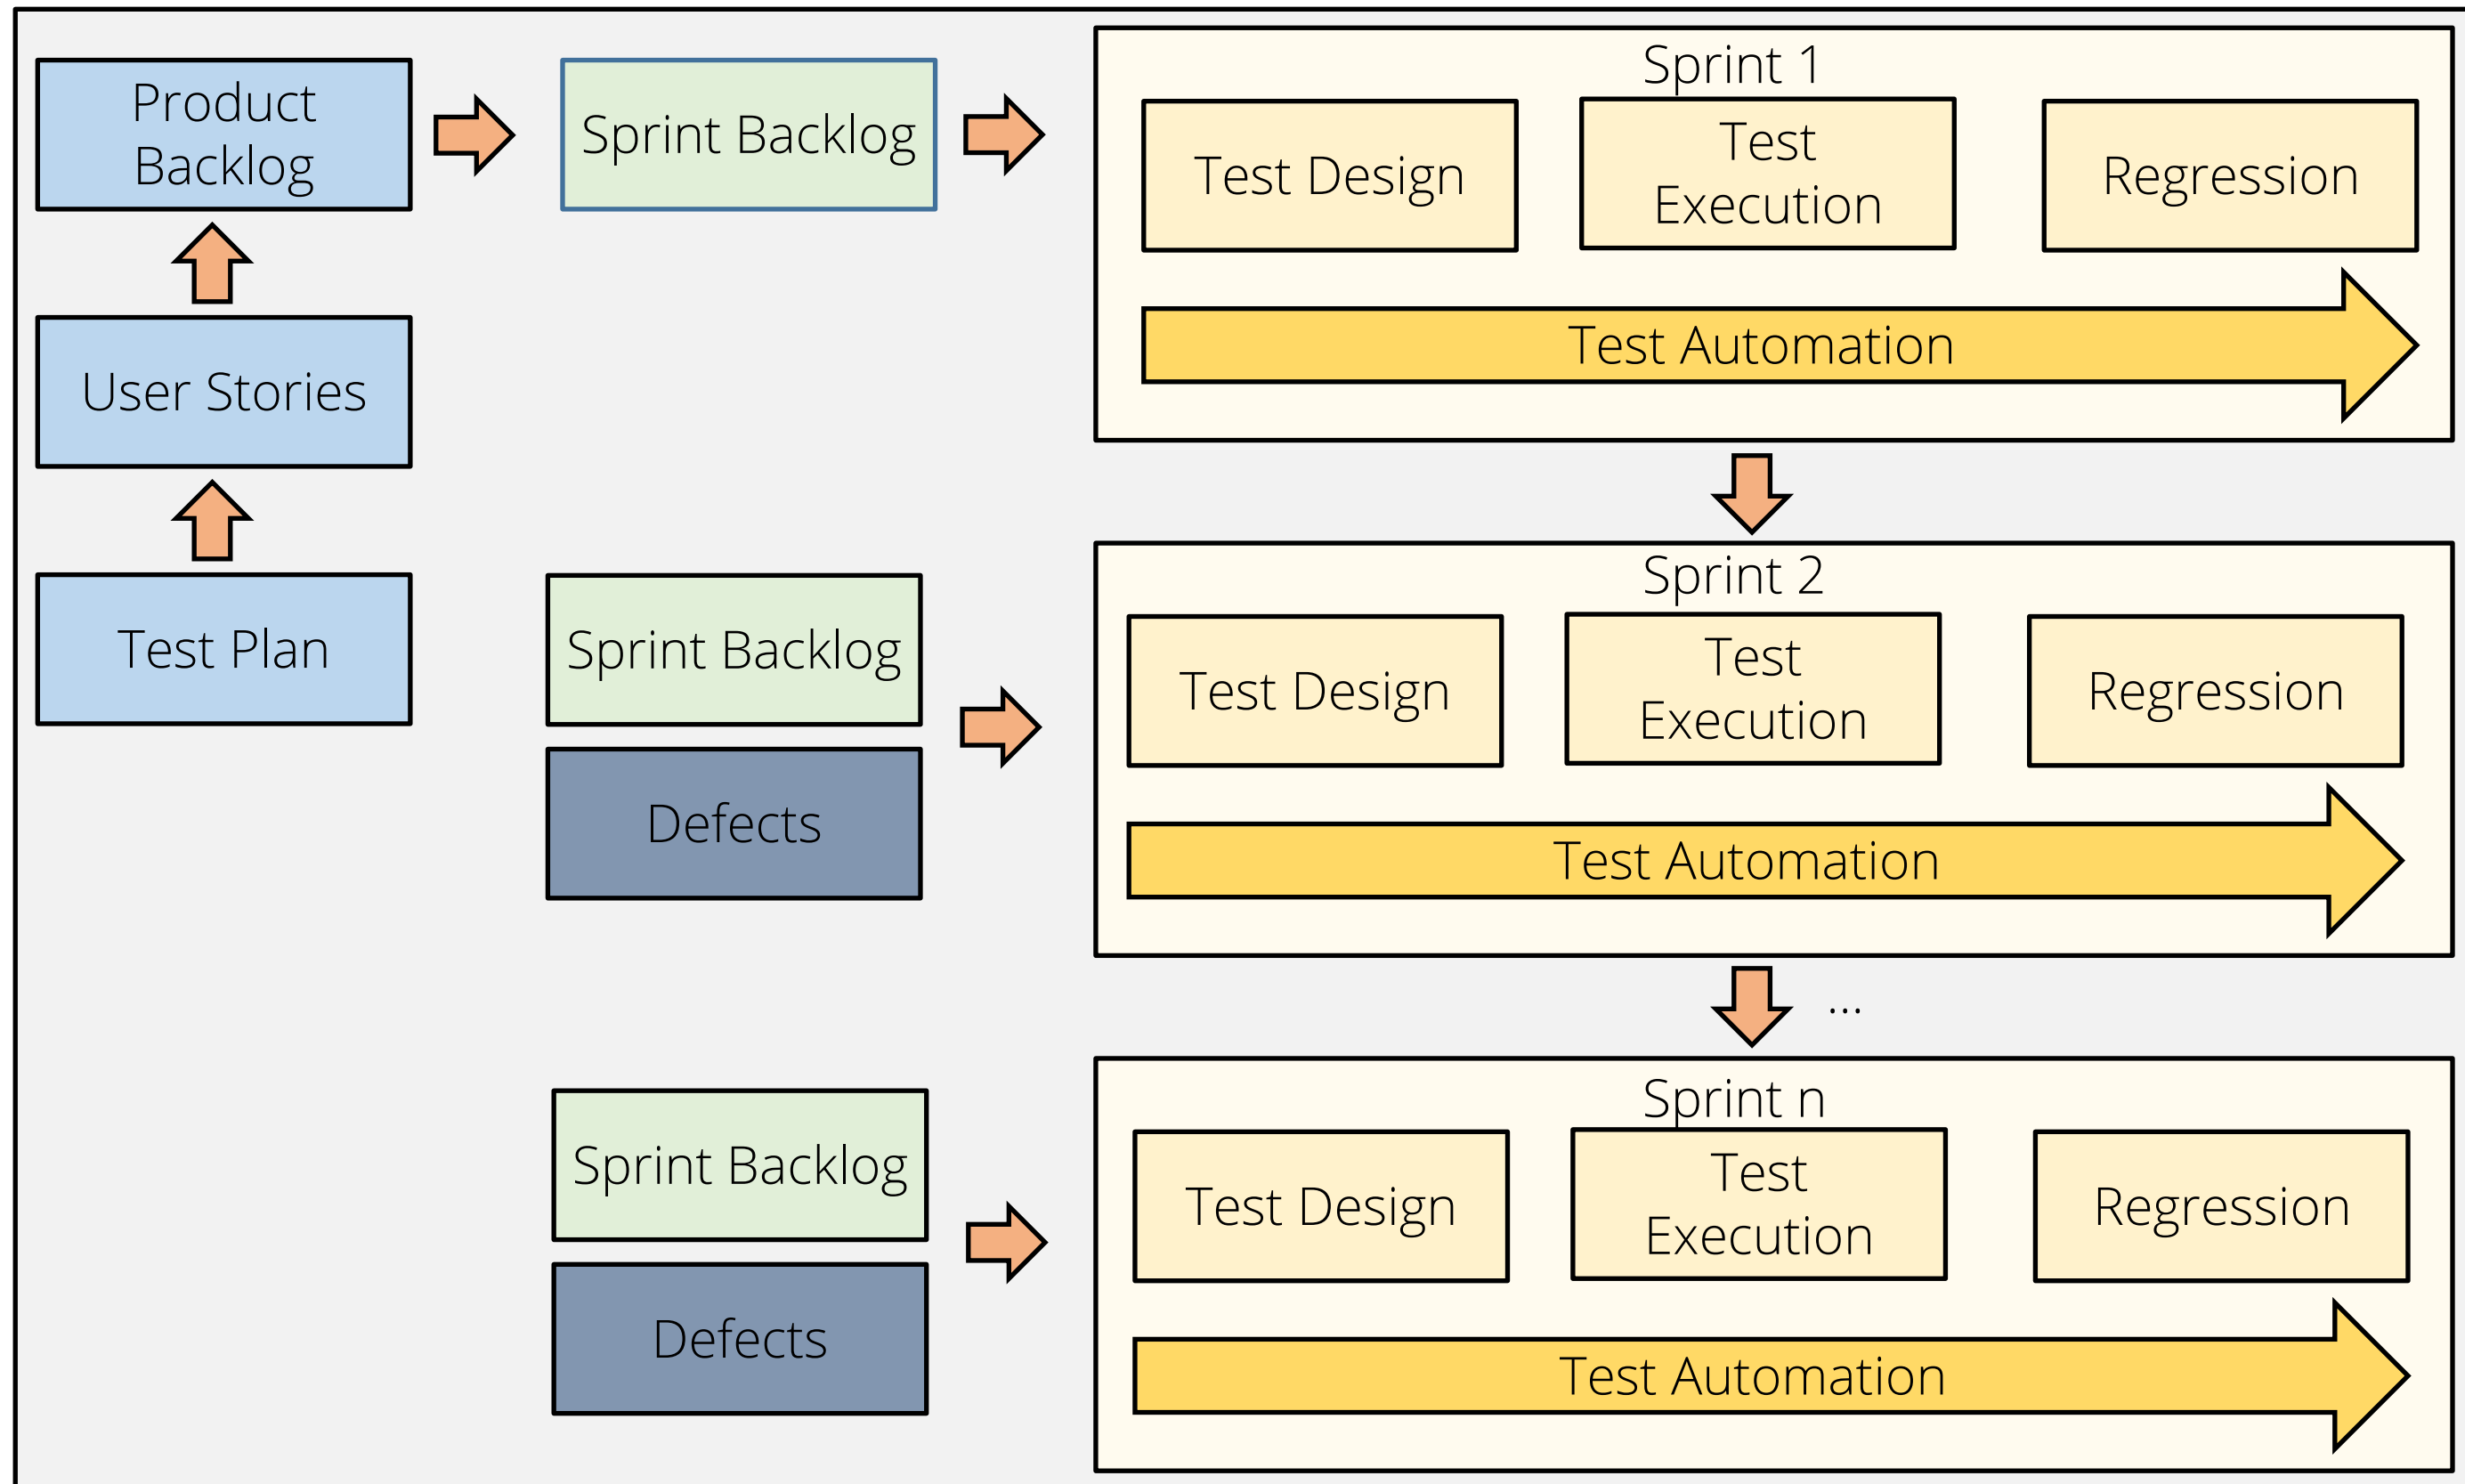 Product
Backlog
Sprint Backlog
Sprint 1
Test Design
Test
Execution
Regression
Test Automation
User Stories
Test Plan
Sprint Backlog
Defects
Sprint 2
Test Design
Test
Execution
Regression
Test Automation
...
Sprint Backlog
Defects
Sprint n
Test Design
Test
Execution
Regression
Test Automation